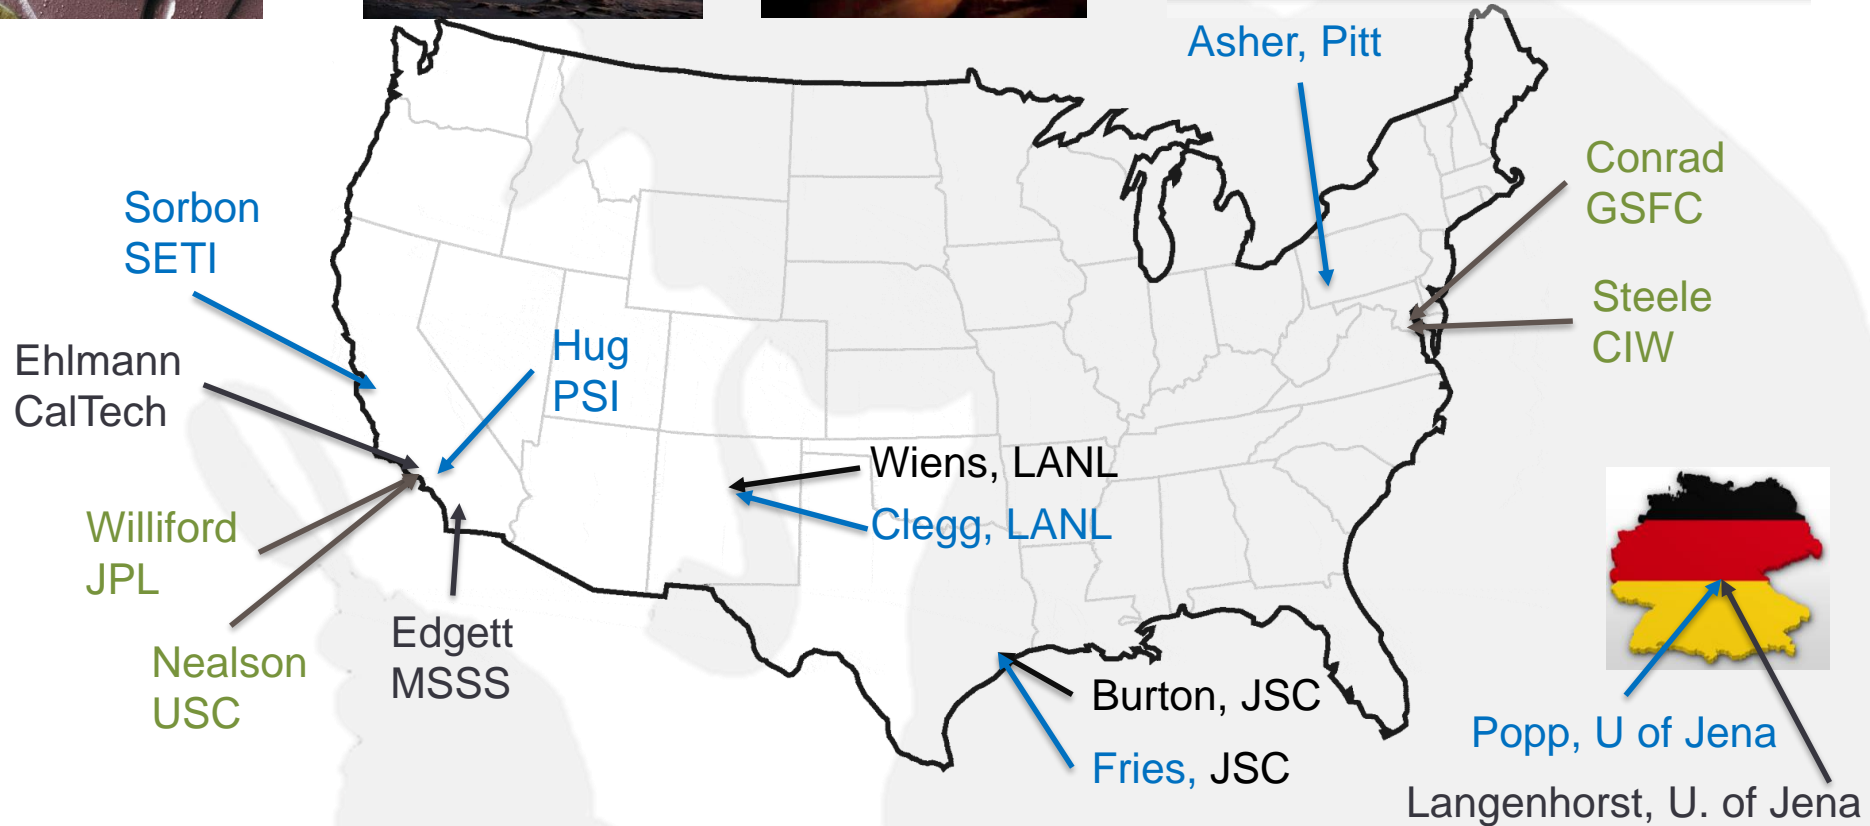 Asher, Pitt
Conrad
GSFC
Sorbon
SETI
Steele
CIW
Hug
PSI
Ehlmann
CalTech
Wiens, LANL
Clegg, LANL
Williford
JPL
Edgett
MSSS
Nealson
USC
Burton, JSC
Fries, JSC
Popp, U of Jena
Langenhorst, U. of Jena